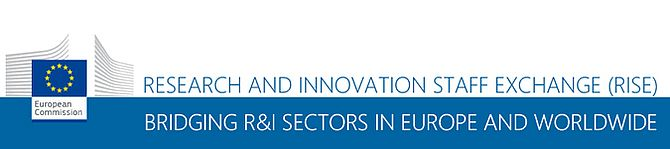 RESEARCH AND INNOVATION STAFF EXCHANGE (RISE)
European
Commission
BRIDGING R&I SECTORS IN EUROPE AND WORLDWIDE